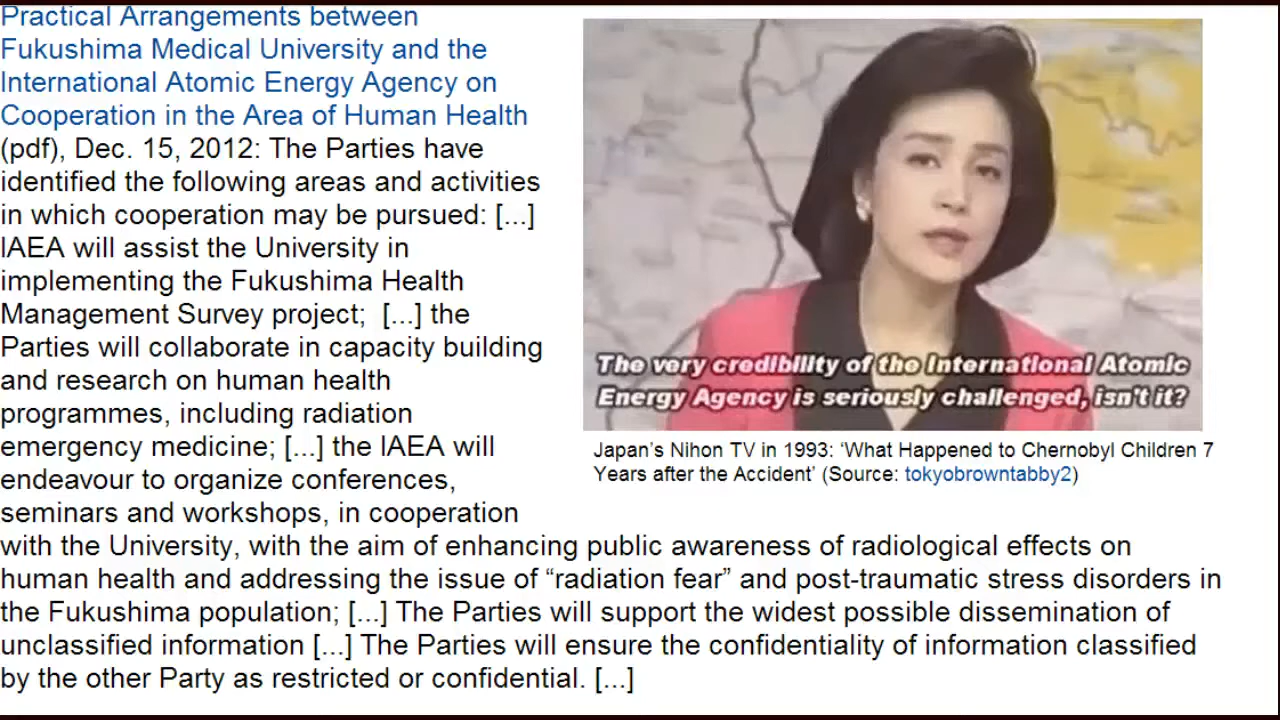 Practical Arrangements between
Fukushima Medical University and the
International Atomic Energy Agency on
Cooperation in the Area of Human Health
(pdf), Dec. 15, 2012: The Parties have
identified the following areas and activities
in which cooperation may be pursued: [...]
IAEA will assist the University in
implementing the Fukushima Health
Management Survey project;  [...] the
Parties will collaborate in capacity building
and research on human health
programmes, including radiation
emergency medicine; [...] the IAEA will
endeavour to organize conferences,
seminars and workshops, in cooperation
with the University, with the aim of enhancing public awareness of radiological effects on
human health and addressing the issue of “radiation fear” and post-traumatic stress disorders in
the Fukushima population; [...] The Parties will support the widest possible dissemination of
unclassified information [...] The Parties will ensure the confidentiality of information classified
by the other Party as restricted or confidential. [...]
The very credibility of the International Atomic
Energy Agency is seriously challenged, isn't it?
Japan’s Nihon TV in 1993: ‘What Happened to Chernobyl Children 7
Years after the Accident’ (Source: tokyobrowntabby2)